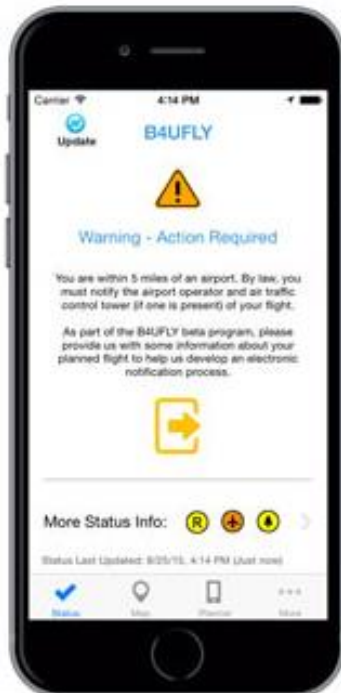 Carrier 4:14 PM
B4UFLY
Update
Warning - Action Required
You are within 5 miles of an airport. By law, you
must notify the airport operator and air traffic
control tower (if one is present) of your flight.
As part of the B4UFLY beta program, please
provide us with some information about your
planned flight to help us develop an electronic
notification process.
More Status Info: R
Status Last Updated: 8/25/15, 4:14 PM (Just now)
Status Map Planner More